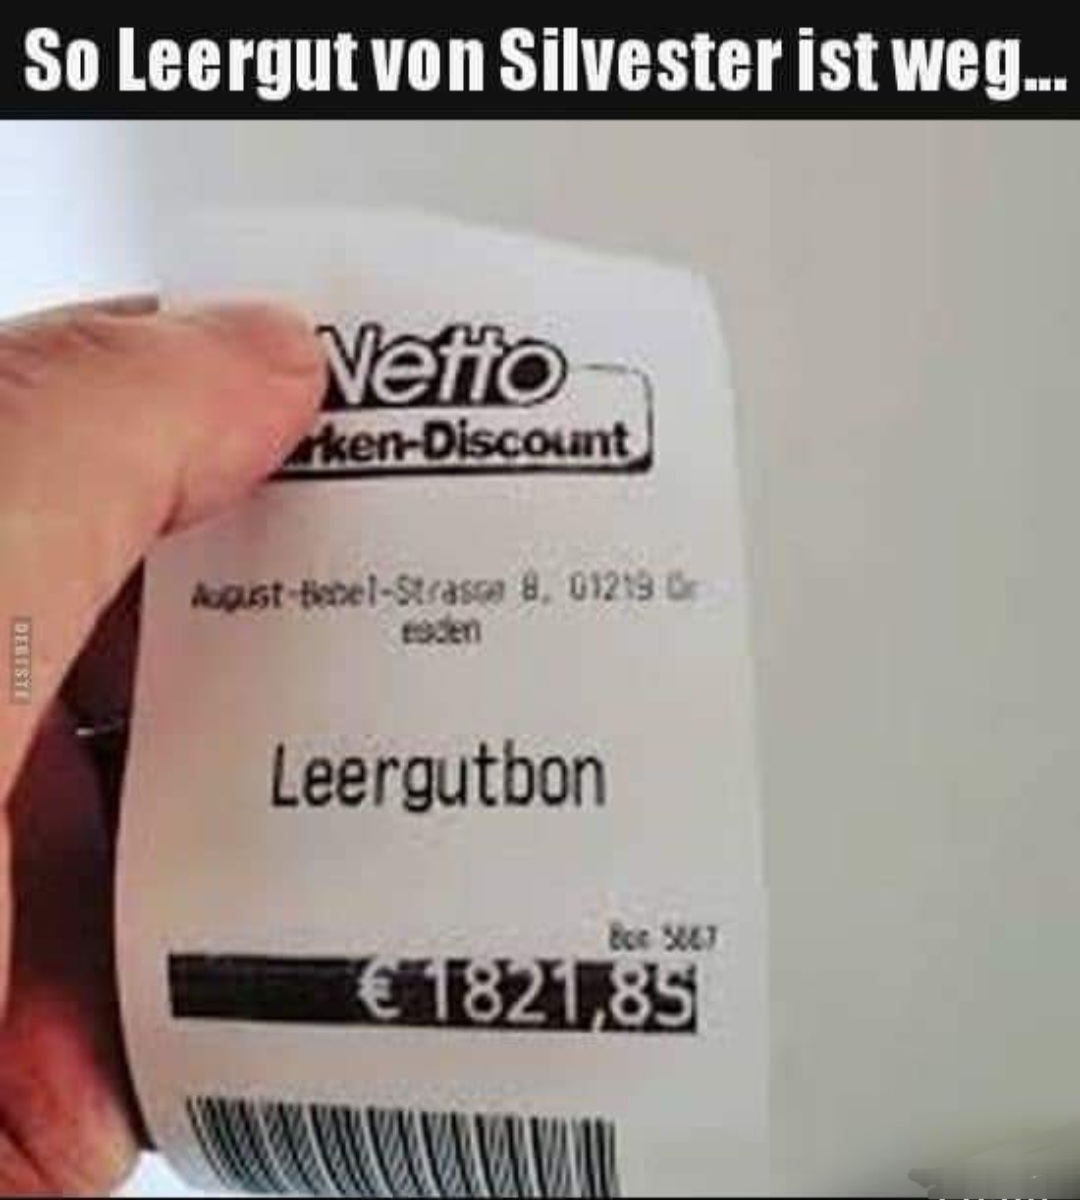 So Leergut von Silvester ist weg...
Netto
rken-Discount
August-Bebel-Strasse 8, 01219 Dr
esden
DEBESTE
Leergutbon
Bon 5667
€ 1821,85